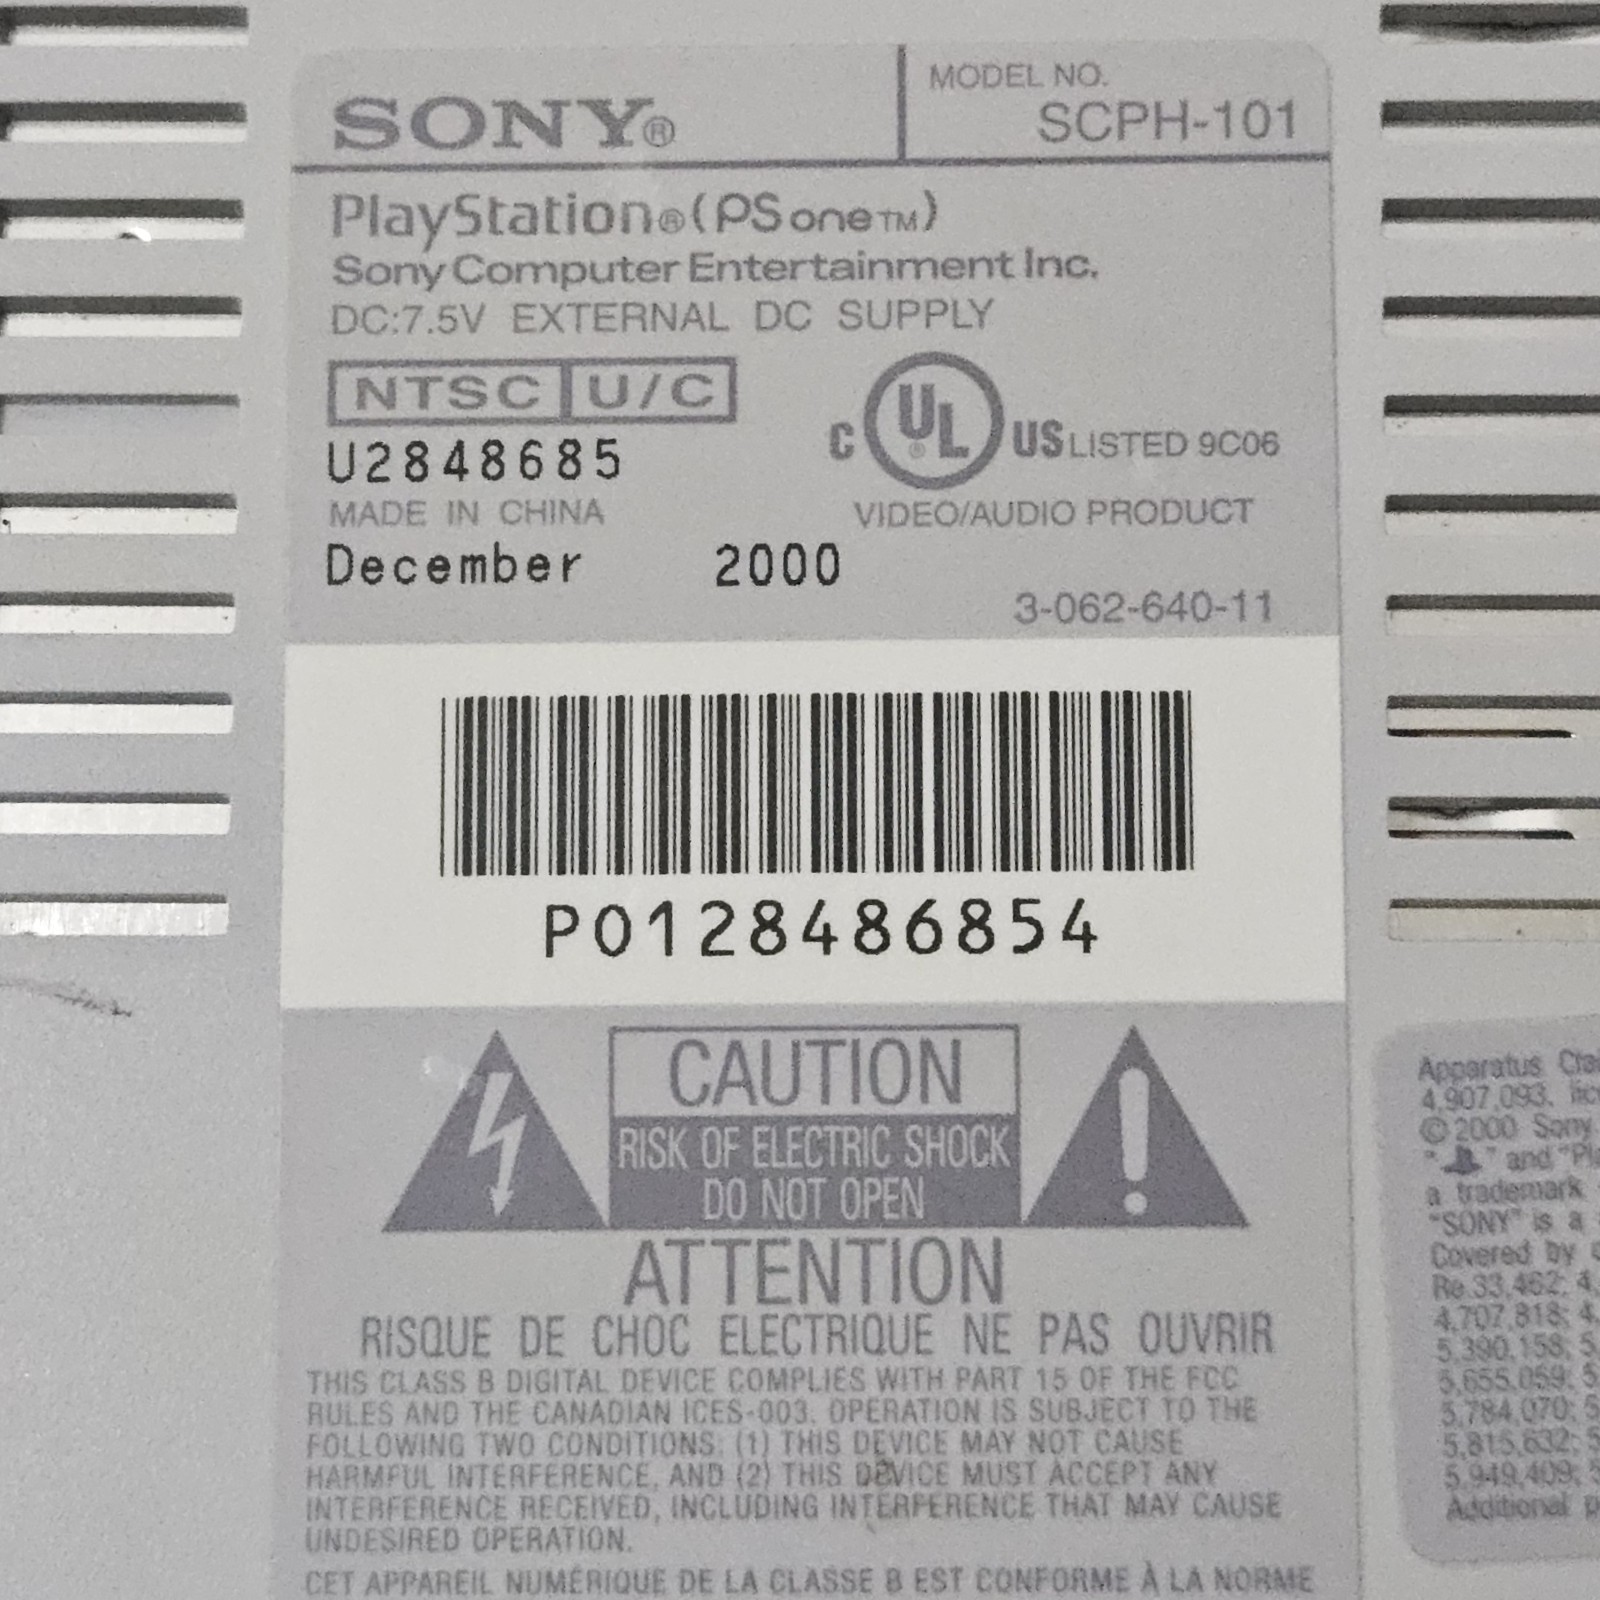 SONY®
MODEL NO.
SCPH-101
PlayStation®(PSone™)
Sony Computer Entertainment Inc.
DC:7.5V EXTERNAL DC SUPPLY
NTSC U/C
U2848685
C UL® US LISTED 9C06
MADE IN CHINA
VIDEO/AUDIO PRODUCT
December 2000
3-062-640-11
P0128486854
CAUTION
RISK OF ELECTRIC SHOCK
DO NOT OPEN
ATTENTION
RISQUE DE CHOC ELECTRIQUE NE PAS OUVRIR
THIS CLASS B DIGITAL DEVICE COMPLIES WITH PART 15 OF THE FCC
RULES AND THE CANADIAN ICES-003. OPERATION IS SUBJECT TO THE
FOLLOWING TWO CONDITIONS: (1) THIS DEVICE MAY NOT CAUSE
HARMFUL INTERFERENCE, AND (2) THIS DEVICE MUST ACCEPT ANY
INTERFERENCE RECEIVED, INCLUDING INTERFERENCE THAT MAY CAUSE
UNDESIRED OPERATION.
CET APPAREIL NUMÉRIQUE DE LA CLASSE B EST CONFORME À LA NORME
Apparatus
4,907,093,
©2000 Sony
" " and
a trademark
"SONY" is a
Covered by
Re.33,462;
4,707,818;
5,390,158;
5,655,059;
5,784,070;
5,815,632;
5,949,409;
Additional